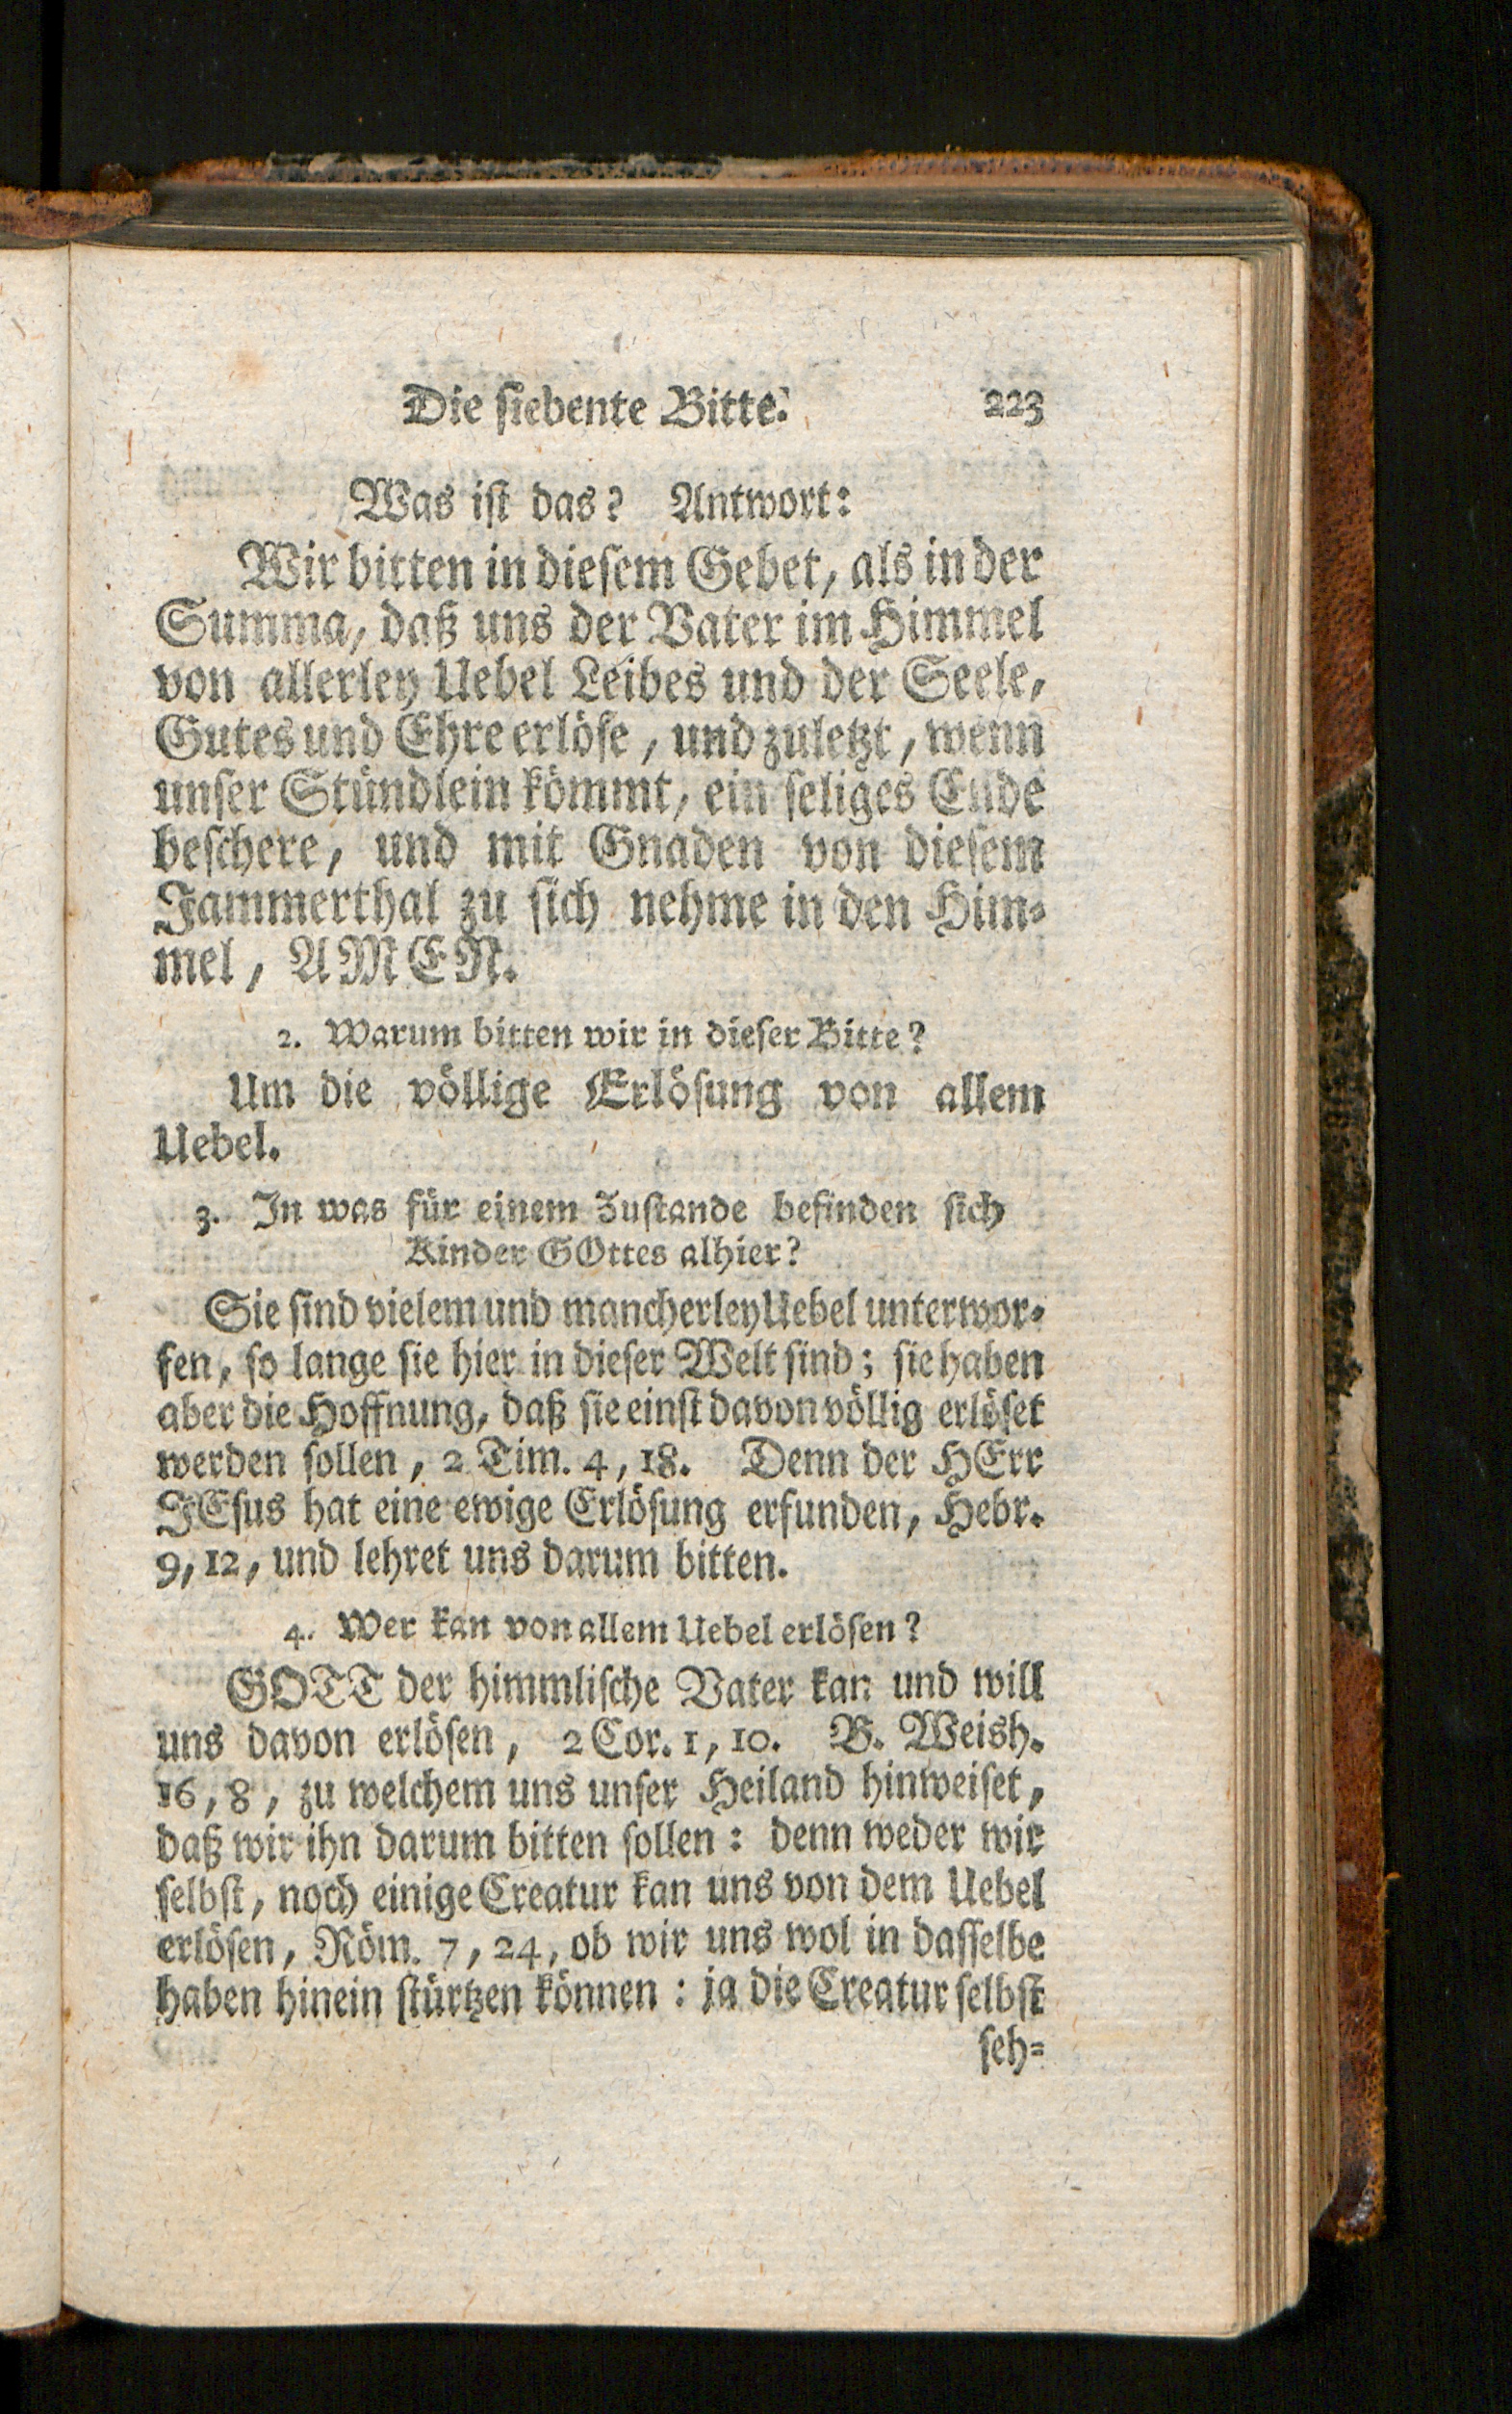 Die siebente Bitte. 223
Was ist das? Antwort:
Wir bitten in diesem Gebet, als in der
Summa, daß uns der Vater im Himmel
von allerley Uebel Leibes und der Seele,
Gutes und Ehre erlöse, und zuletzt, wenn
unser Stündlein kömmt, ein seliges Ende
beschere, und mit Gnaden von diesem
Jammerthal zu sich nehme in den Him-
mel, AMEN.
2. Warum bitten wir in dieser Bitte?
Um die völlige Erlösung von allem
Uebel.
3. In was für einem Zustande befinden sich
Kinder GOttes alhier?
Sie sind vielem und mancherley Uebel unterwor-
fen, so lange sie hier in dieser Welt sind; sie haben
aber die Hoffnung, daß sie einst davon völlig erlöset
werden sollen, 2 Tim. 4, 18. Denn der HErr
JEsus hat eine ewige Erlösung erfunden, Hebr.
9, 12, und lehret uns darum bitten.
4. Wer kan von allem Uebel erlösen?
GOTT der himmlische Vater kan und will
uns davon erlösen, 2 Cor. 1, 10. B. Weish.
16, 8, zu welchem uns unser Heiland hinweiset,
daß wir ihn darum bitten sollen: denn weder wir
selbst, noch einige Creatur kan uns von dem Uebel
erlösen, Röm. 7, 24, ob wir uns wol in dasselbe
haben hinein stürtzen können: ja die Creatur selbst
seh-